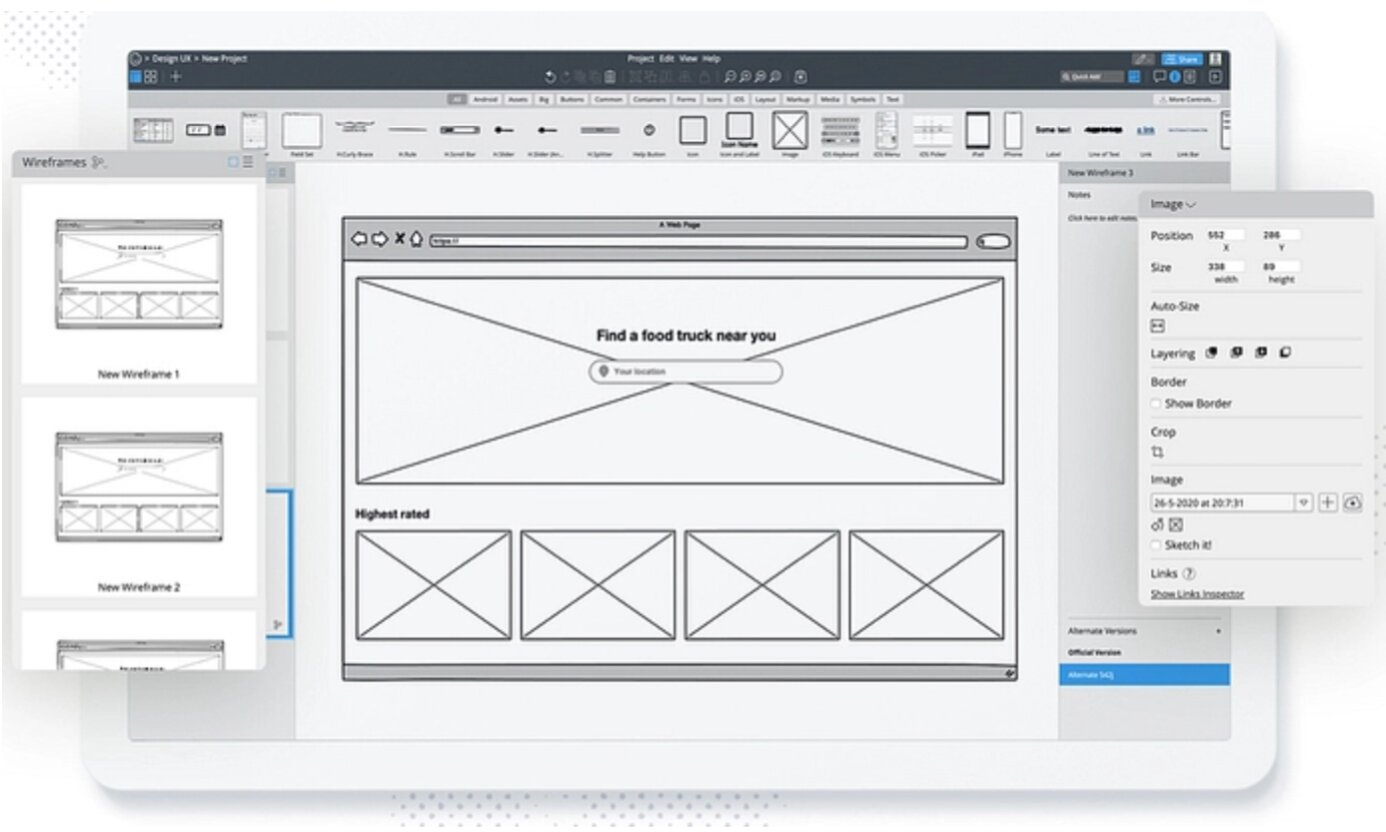 > Design UX > New Project
Project Edit View Help
Share
Quick Add
All Android Assets Big Buttons Common Containers Forms Icons iOS Layout Markup Media Symbols Text
More Controls...
Field Set
H.Curly Brace
H.Rule
H.Scroll Bar
H.Slider
H.Splitter
Help Button
Icon
Icon Name
Icon and Label
Image
iOS Keyboard
iOS Menu
iOS Picker
iPad
iPhone
Some text
Label
Line of Text
a link
Link
Link Bar
Wireframes
New Wireframe 1
New Wireframe 2
A Web Page
https://
Find a food truck near you
Your location
Highest rated
New Wireframe 3
Notes
Click here to edit notes.
Alternate Versions
+
Official Version
Image
Position 552 286
X Y
Size 338 89
width height
Auto-Size
Layering
Border
Show Border
Crop
Image
26-5-2020 at 20:7:31
Sketch it!
Links ?
Show Links Inspector